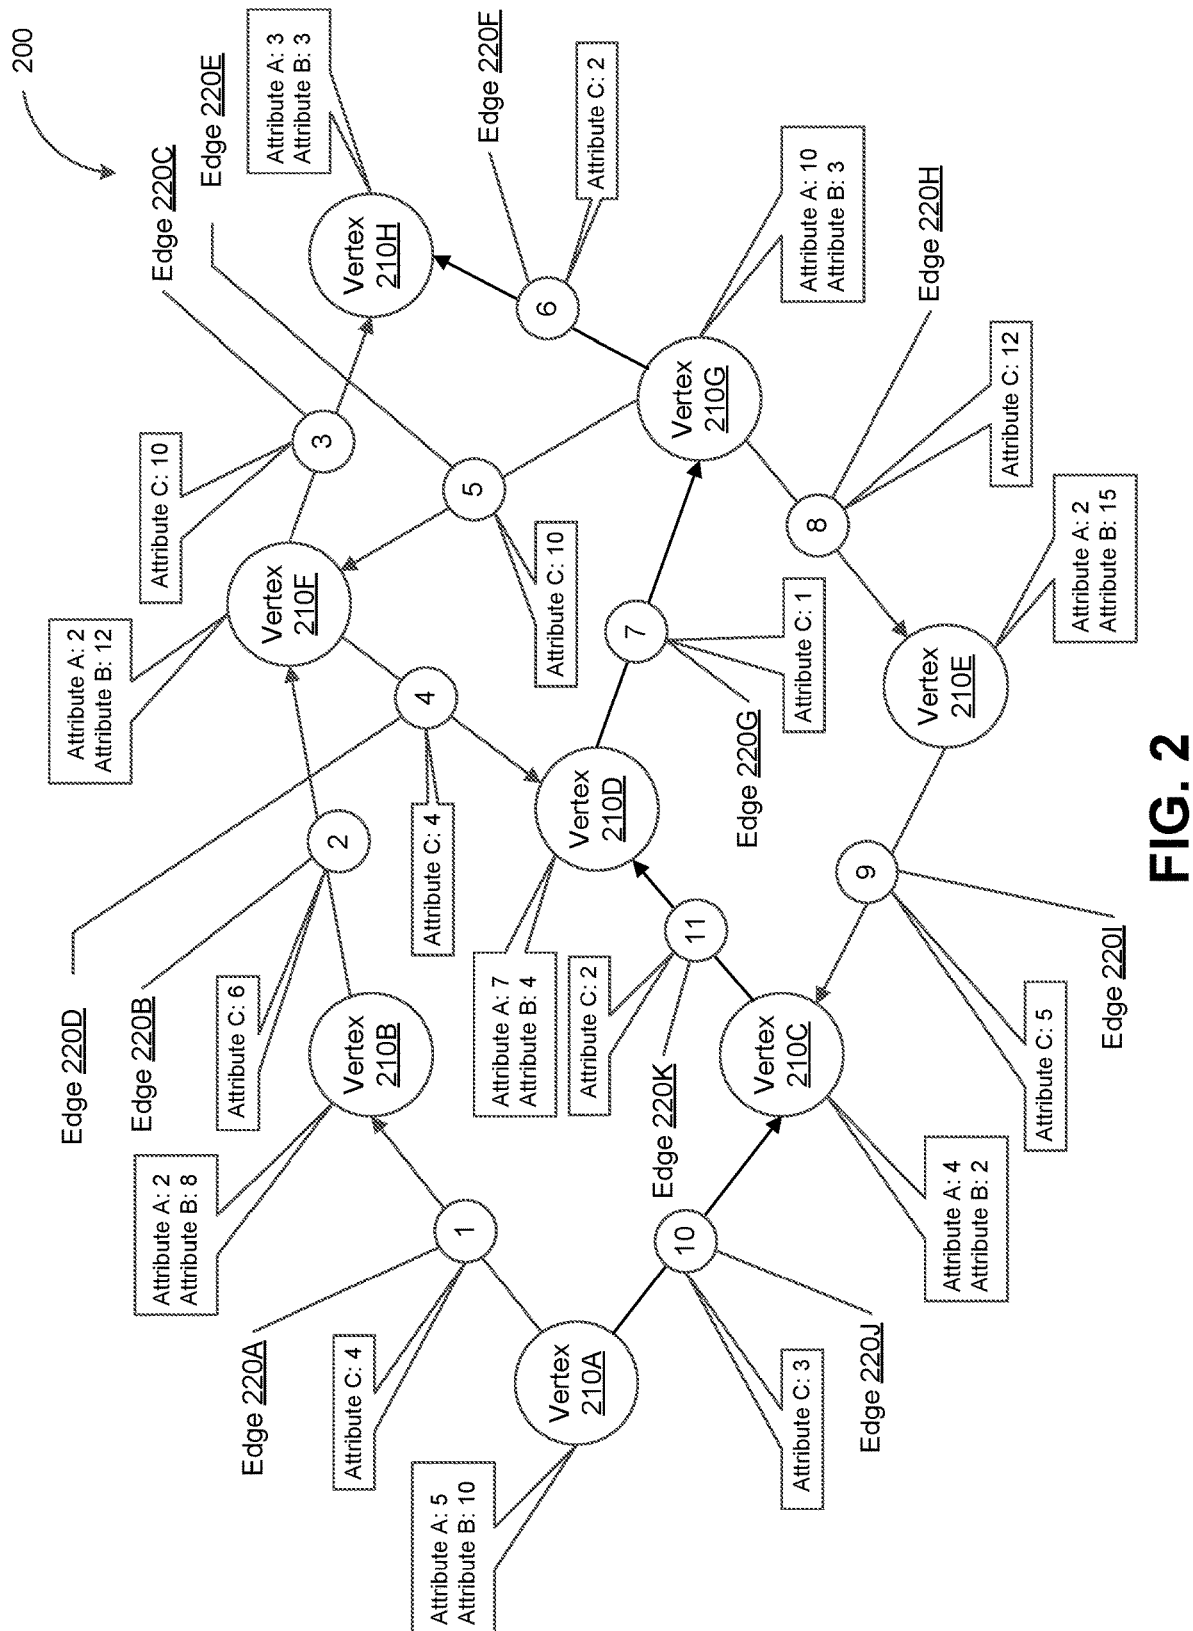 200
Edge 220D
Edge 220B
Edge 220C
Edge 220E
Attribute A: 2
Attribute B: 12
Attribute C: 10
Attribute A: 3
Attribute B: 3
Attribute A: 2
Attribute B: 8
Attribute C: 6
2
Vertex
210F
3
Vertex
210H
Edge 220A
Vertex
210B
4
5
Edge 220F
Attribute C: 4
1
Attribute C: 4
Attribute C: 10
6
Attribute C: 2
Attribute A: 5
Attribute B: 10
Vertex
210A
Attribute A: 7
Attribute B: 4
Attribute C: 2
Vertex
210D
7
Vertex
210G
Attribute A: 10
Attribute B: 3
Edge 220K
11
Edge 220G
Attribute C: 1
10
Vertex
210C
8
Edge 220H
Attribute C: 3
Edge 220J
Attribute A: 4
Attribute B: 2
9
Vertex
210E
Attribute C: 12
Attribute C: 5
Edge 220I
Attribute A: 2
Attribute B: 15
FIG. 2